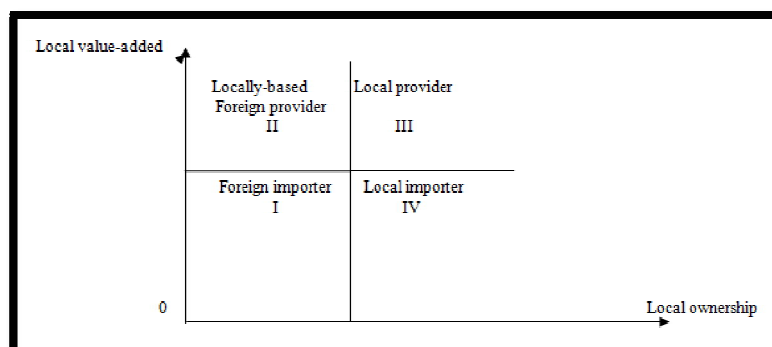 Local value-added
Locally-based
Foreign provider
II
Local provider
III
Foreign importer
I
Local importer
IV
0
Local ownership